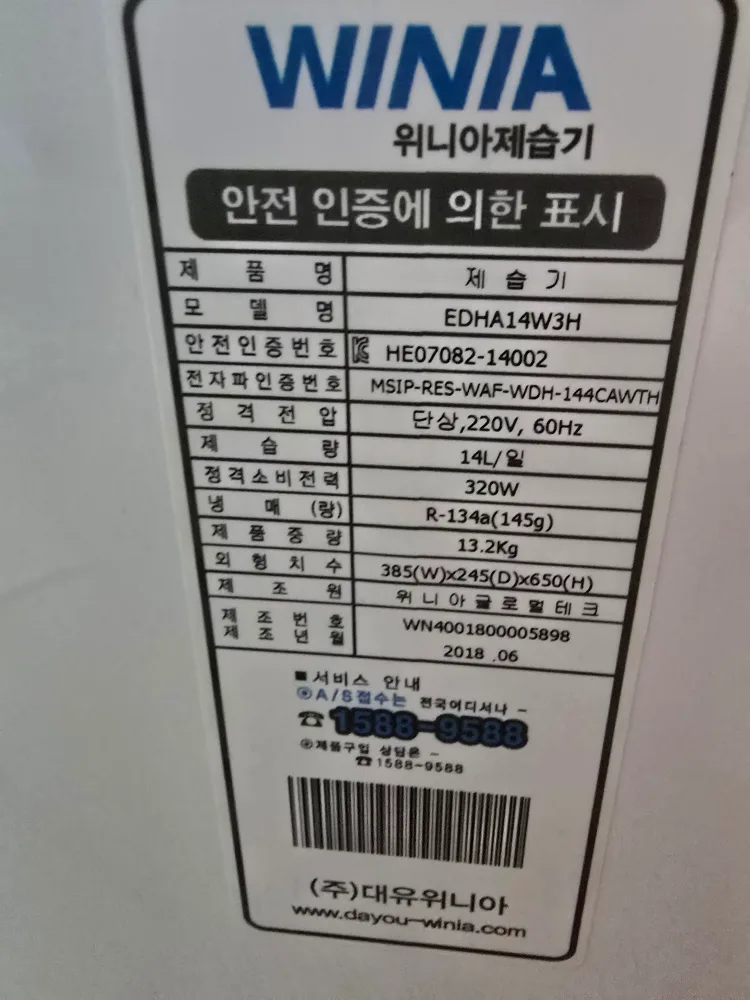 WINIA
위니아제습기
안전 인증에 의한 표시
제 품 명 제 습 기
모 델 명 EDHA14W3H
안전인증번호 HE07082-14002
전자파인증번호 MSIP-RES-WAF-WDH-144CAWTH
정 격 전 압 단상,220V, 60Hz
제 습 량 14L/일
정격소비전력 320W
냉 매 (량) R-134a(145g)
제 품 중 량 13.2Kg
외 형 치 수 385(W)x245(D)x650(H)
제 조 원 위니아글로벌테크
제 조 번 호 WN4001800005898
제 조 년 월 2018 .06
■서비스 안내
⊙A/S접수는 전국어디서나 -
☎1588-9588
⊙제품구입 상담은 -
☎1588-9588
(주)대유위니아
www.dayou-winia.com